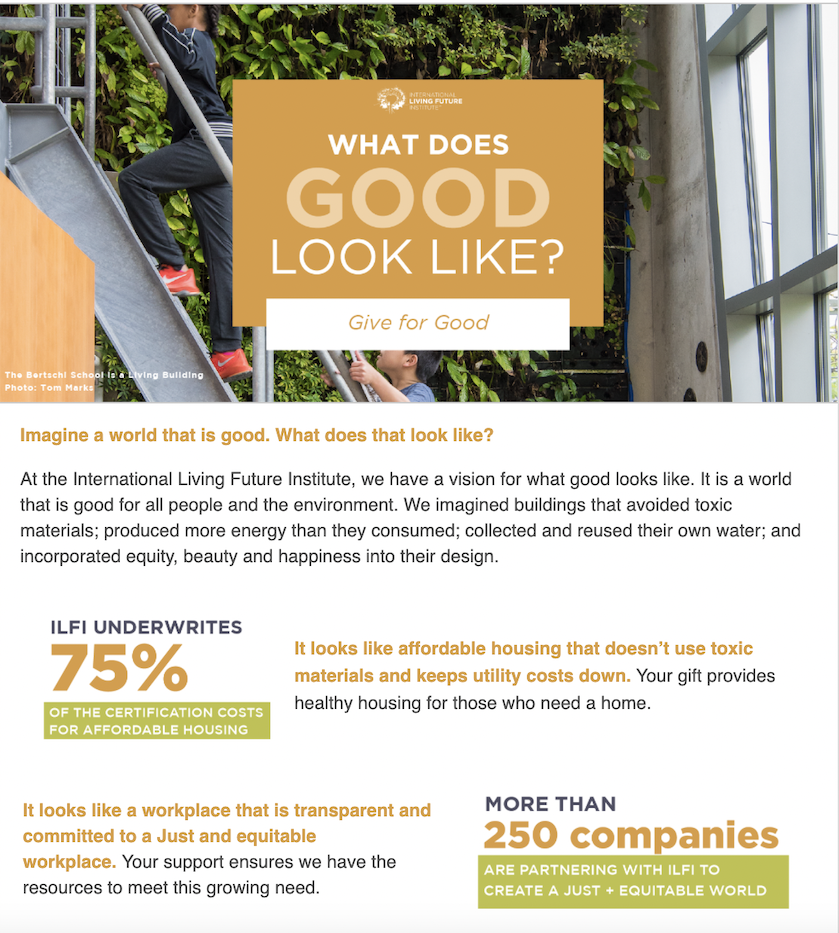 INTERNATIONAL
LIVING FUTURE
INSTITUTE
WHAT DOES
GOOD
LOOK LIKE?
Give for Good
The Bertschi School is a Living Building
Photo: Tom Marks
Imagine a world that is good. What does that look like?
At the International Living Future Institute, we have a vision for what good looks like. It is a world
that is good for all people and the environment. We imagined buildings that avoided toxic
materials; produced more energy than they consumed; collected and reused their own water; and
incorporated equity, beauty and happiness into their design.
ILFI UNDERWRITES
75%
OF THE CERTIFICATION COSTS
FOR AFFORDABLE HOUSING
It looks like affordable housing that doesn’t use toxic
materials and keeps utility costs down. Your gift provides
healthy housing for those who need a home.
It looks like a workplace that is transparent and
committed to a Just and equitable
workplace. Your support ensures we have the
resources to meet this growing need.
MORE THAN
250 companies
ARE PARTNERING WITH ILFI TO
CREATE A JUST + EQUITABLE WORLD